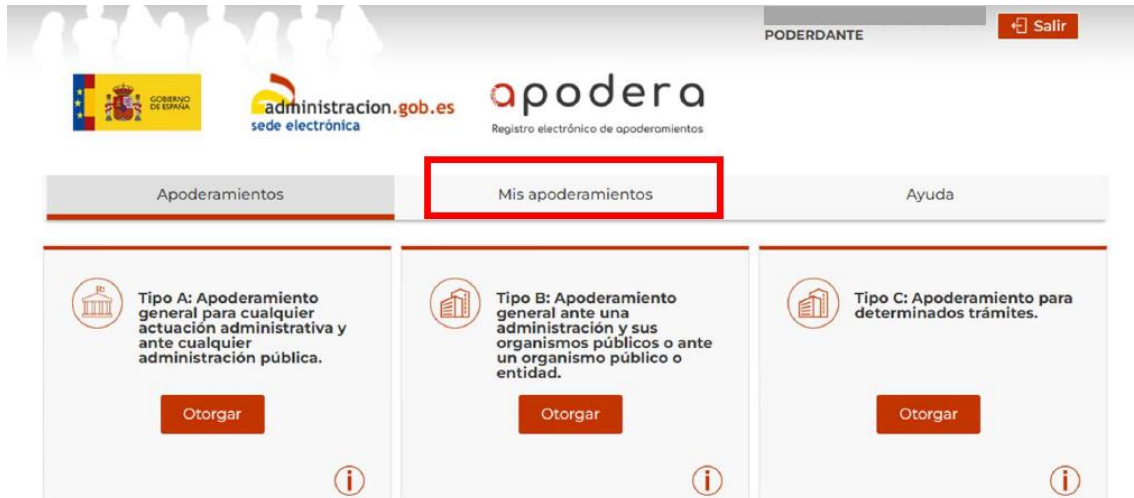 PODERDANTE
Salir
GOBIERNO
DE ESPAÑA
administracion.gob.es
sede electrónica
apodera
Registro electrónico de apoderamientos
Apoderamientos
Mis apoderamientos
Ayuda
Tipo A: Apoderamiento
general para cualquier
actuación administrativa y
ante cualquier
administración pública.
Otorgar
Tipo B: Apoderamiento
general ante una
administración y sus
organismos públicos o ante
un organismo público o
entidad.
Otorgar
Tipo C: Apoderamiento para
determinados trámites.
Otorgar